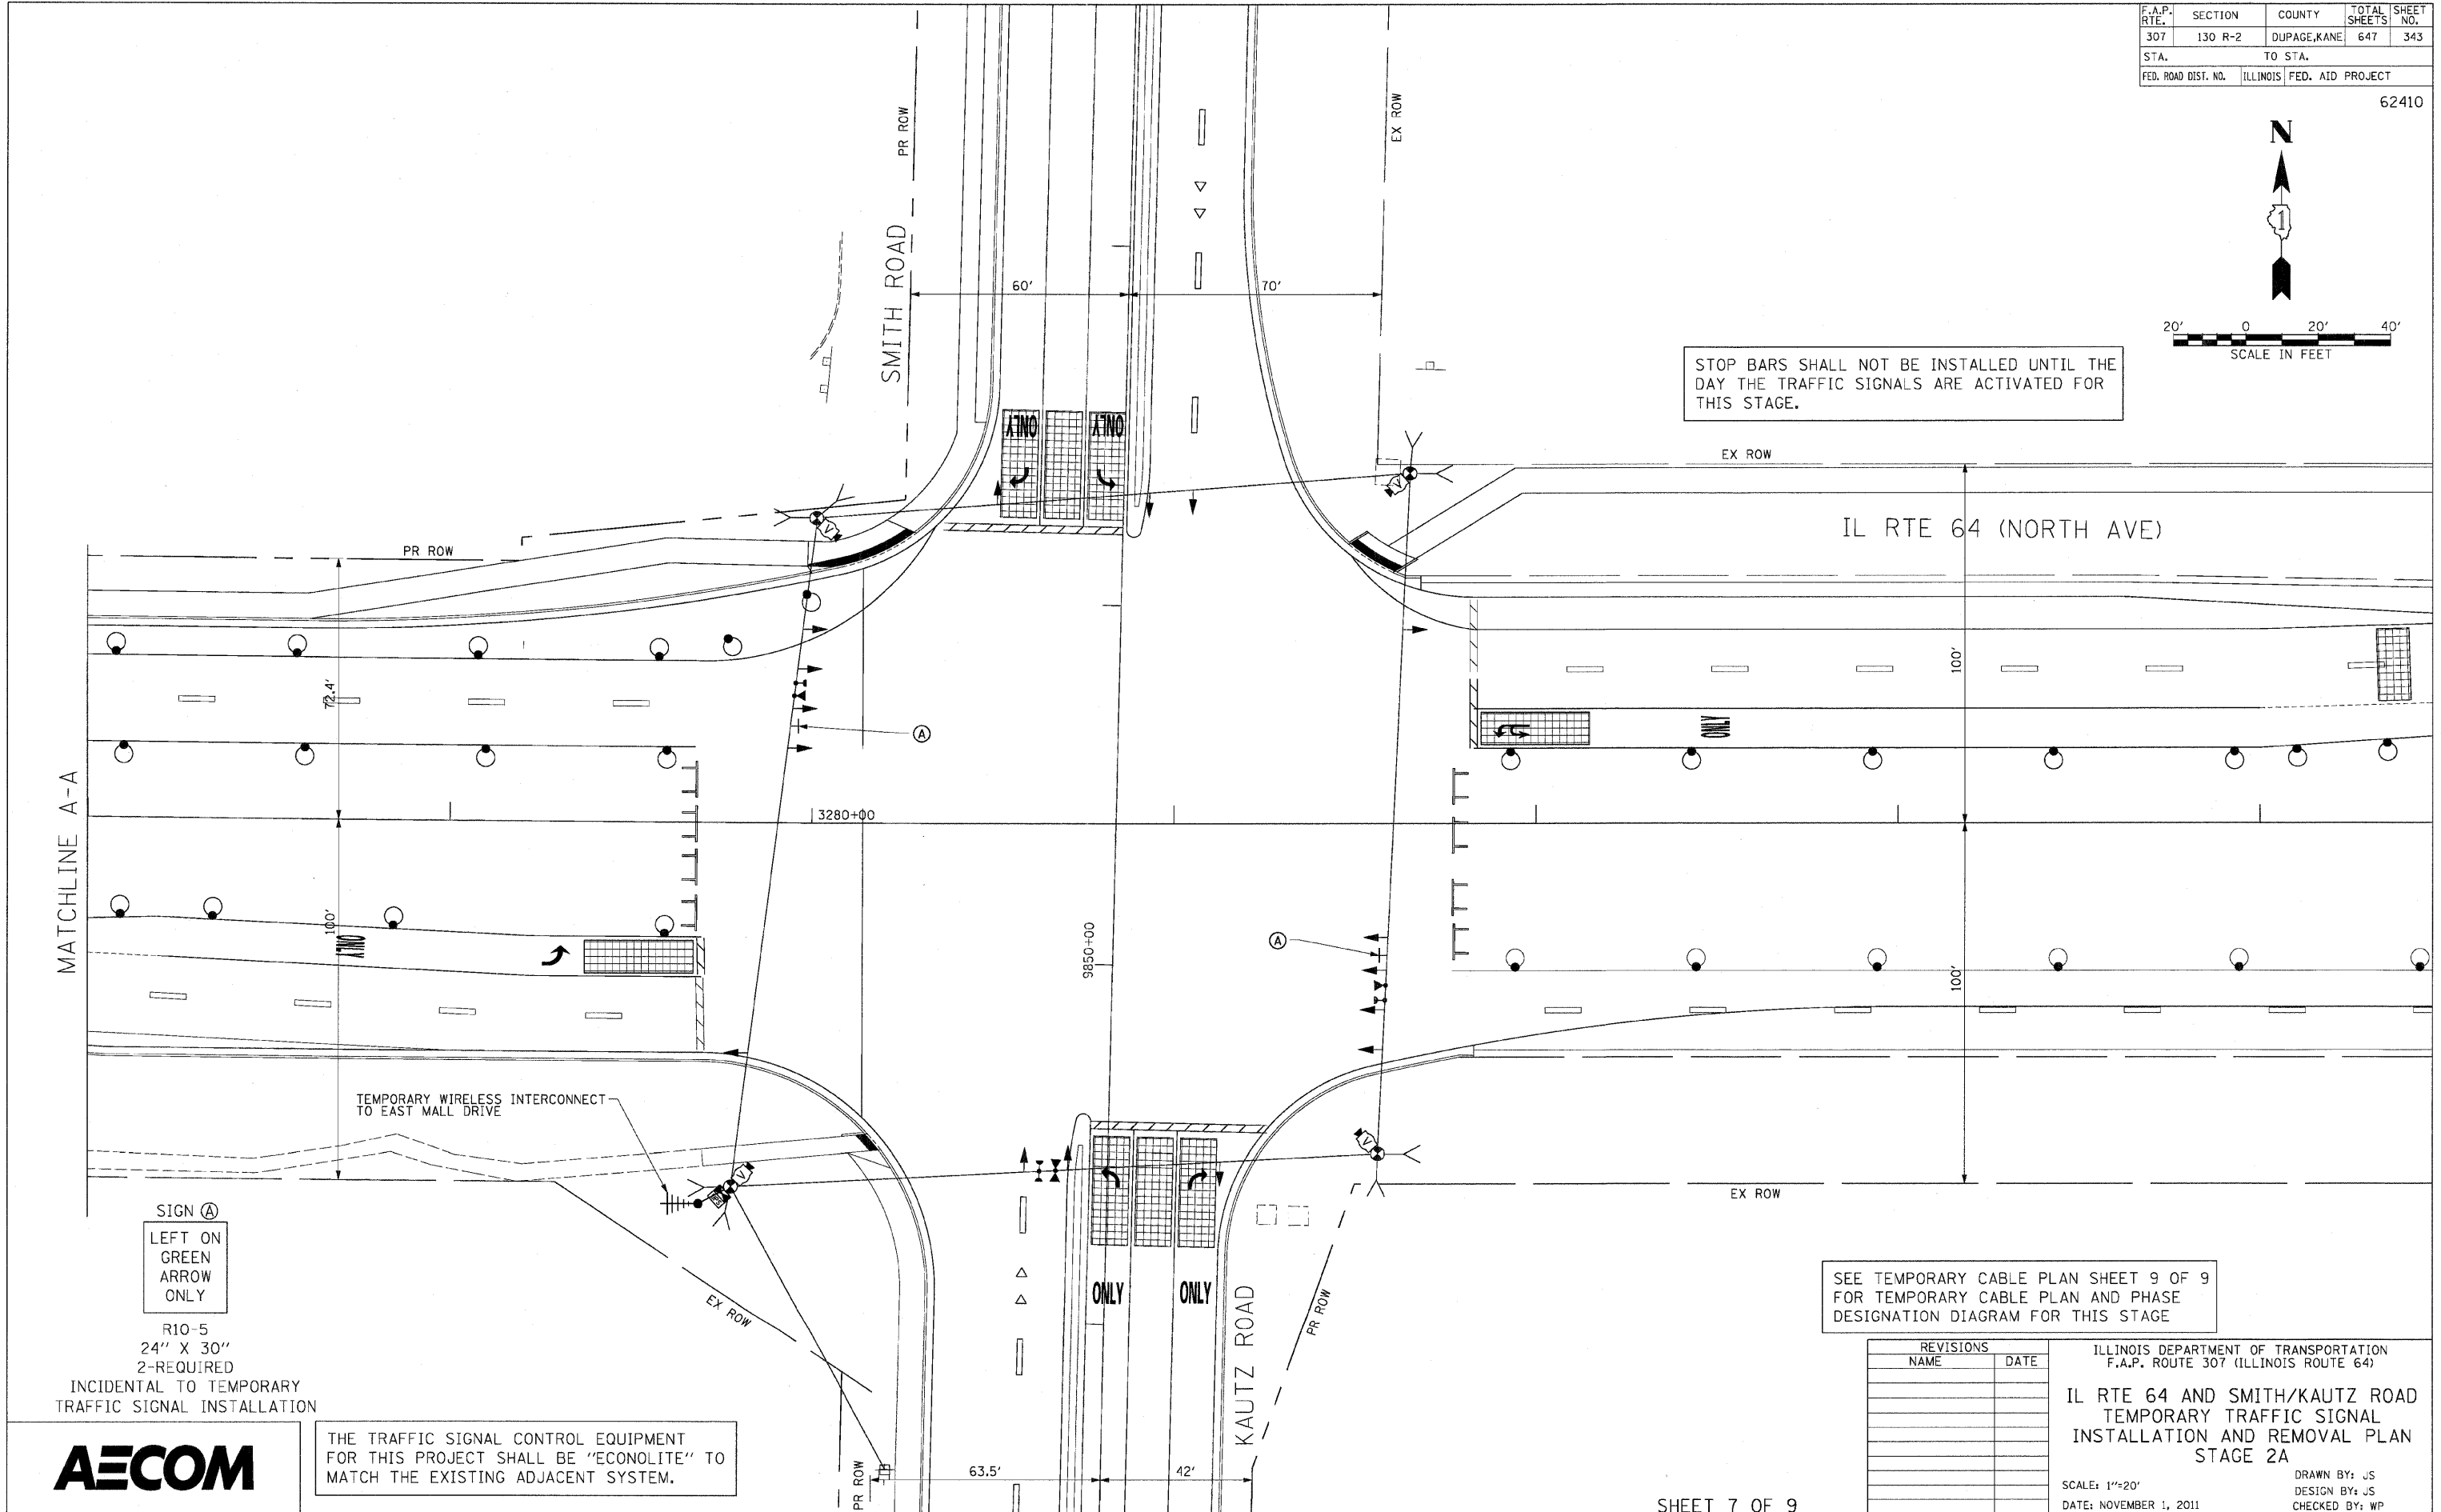 F.A.P. RTE. SECTION COUNTY TOTAL SHEETS SHEET NO.
307 130 R-2 DUPAGE,KANE 647 343
STA. TO STA.
FED. ROAD DIST. NO. ILLINOIS FED. AID PROJECT
62410
N
1
20' 0 20' 40'
SCALE IN FEET
PR ROW
EX ROW
SMITH ROAD
60'
70'
STOP BARS SHALL NOT BE INSTALLED UNTIL THE
DAY THE TRAFFIC SIGNALS ARE ACTIVATED FOR
THIS STAGE.
ONLY
ONLY
EX ROW
V
V
IL RTE 64 (NORTH AVE)
PR ROW
72.4'
100'
ONLY
A
MATCHLINE A-A
3280+00
100'
ONLY
9850+00
A
100'
TEMPORARY WIRELESS INTERCONNECT
TO EAST MALL DRIVE
V
V
EX ROW
SIGN A
LEFT ON
GREEN
ARROW
ONLY
R10-5
24" X 30"
2-REQUIRED
INCIDENTAL TO TEMPORARY
TRAFFIC SIGNAL INSTALLATION
EX ROW
ONLY
ONLY
KAUTZ ROAD
PR ROW
SEE TEMPORARY CABLE PLAN SHEET 9 OF 9
FOR TEMPORARY CABLE PLAN AND PHASE
DESIGNATION DIAGRAM FOR THIS STAGE
AECOM
THE TRAFFIC SIGNAL CONTROL EQUIPMENT
FOR THIS PROJECT SHALL BE "ECONOLITE" TO
MATCH THE EXISTING ADJACENT SYSTEM.
PR ROW
63.5'
42'
SHEET 7 OF 9
REVISIONS
NAME DATE
ILLINOIS DEPARTMENT OF TRANSPORTATION
F.A.P. ROUTE 307 (ILLINOIS ROUTE 64)
IL RTE 64 AND SMITH/KAUTZ ROAD
TEMPORARY TRAFFIC SIGNAL
INSTALLATION AND REMOVAL PLAN
STAGE 2A
SCALE: 1"=20'
DATE: NOVEMBER 1, 2011
DRAWN BY: JS
DESIGN BY: JS
CHECKED BY: WP